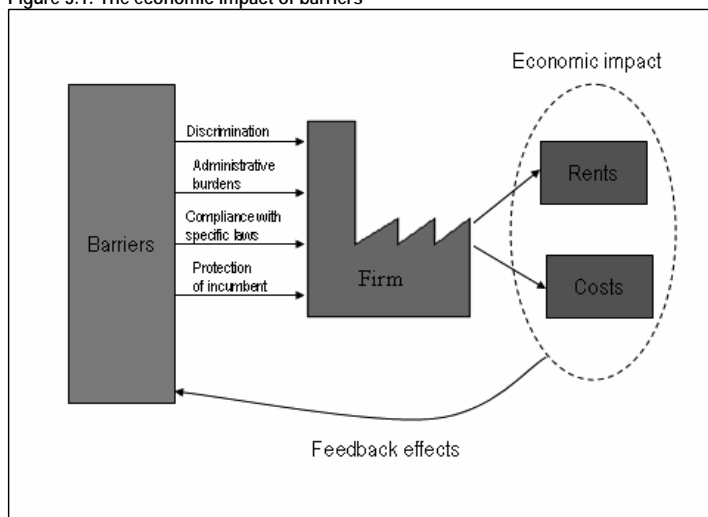 Figure 3.1. The economic impact of barriers
Economic impact
Discrimination
Administrative
burdens
Compliance with
specific laws
Protection
of incumbent
Barriers
Firm
Rents
Costs
Feedback effects